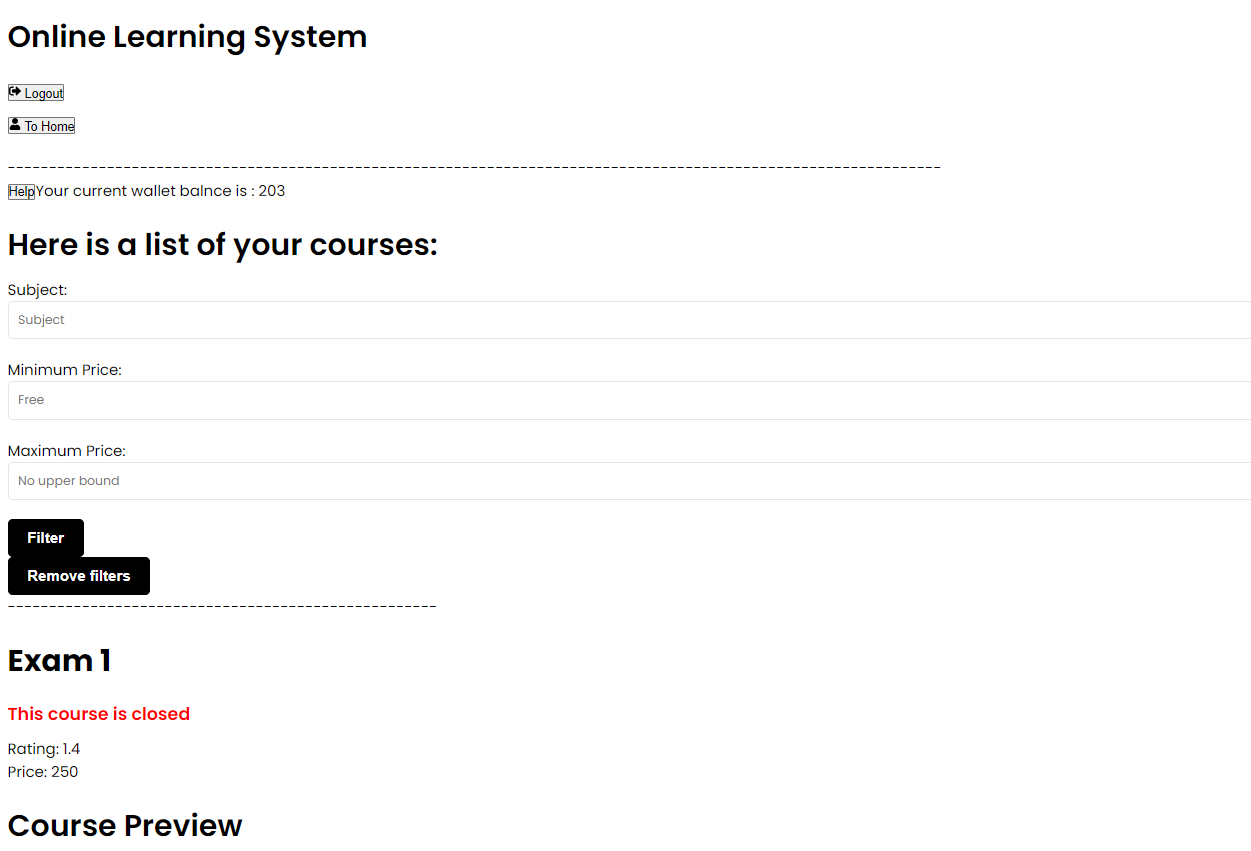 Online Learning System
Logout
To Home
-----------------------------------------------------------------------------------------------------------------
HelpYour current wallet balnce is : 203
Here is a list of your courses:
Subject:
Subject
Minimum Price:
Free
Maximum Price:
No upper bound
Filter
Remove filters
----------------------------------------------------
Exam 1
This course is closed
Rating: 1.4
Price: 250
Course Preview